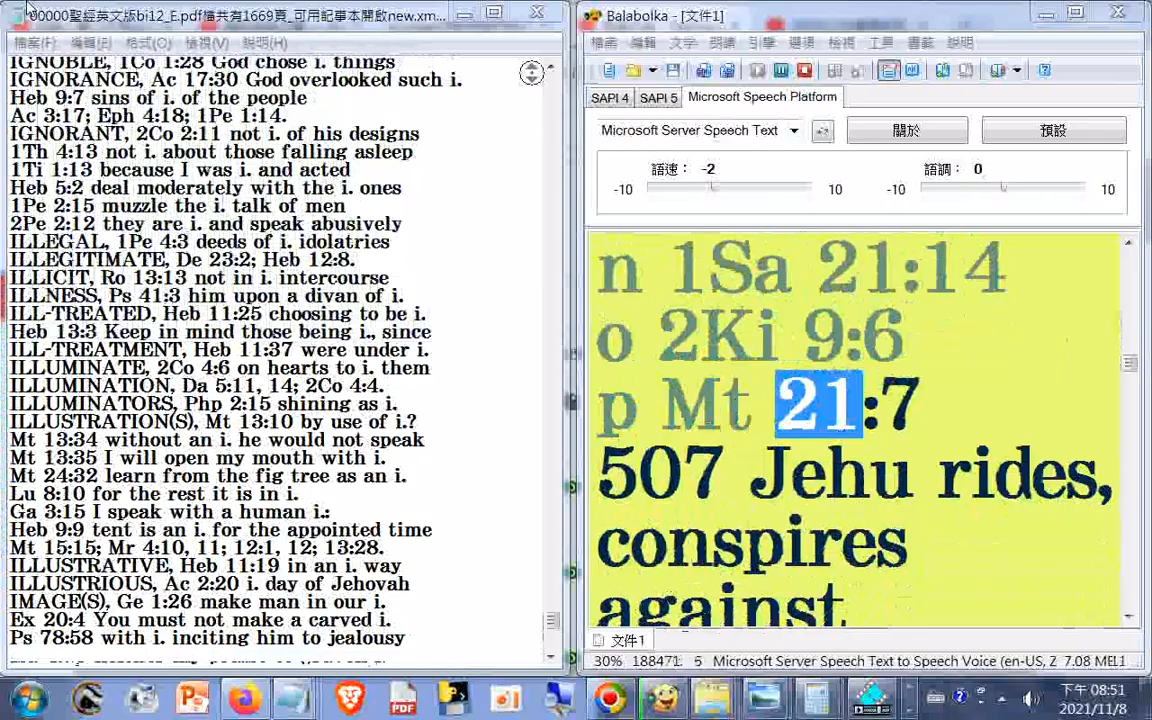 00000聖經英文版bi12_E.pdf檔共有1669頁_可用記事本開啟new.xm...
檔案(F) 編輯(E) 格式(O) 檢視(V) 說明(H)
IGNOBLE, 1Co 1:28 God chose i. things
IGNORANCE, Ac 17:30 God overlooked such i.
Heb 9:7 sins of i. of the people
Ac 3:17; Eph 4:18; 1Pe 1:14.
IGNORANT, 2Co 2:11 not i. of his designs
1Th 4:13 not i. about those falling asleep
1Ti 1:13 because I was i. and acted
Heb 5:2 deal moderately with the i. ones
1Pe 2:15 muzzle the i. talk of men
2Pe 2:12 they are i. and speak abusively
ILLEGAL, 1Pe 4:3 deeds of i. idolatries
ILLEGITIMATE, De 23:2; Heb 12:8.
ILLICIT, Ro 13:13 not in i. intercourse
ILLNESS, Ps 41:3 him upon a divan of i.
ILL-TREATED, Heb 11:25 choosing to be i.
Heb 13:3 Keep in mind those being i., since
ILL-TREATMENT, Heb 11:37 were under i.
ILLUMINATE, 2Co 4:6 on hearts to i. them
ILLUMINATION, Da 5:11, 14; 2Co 4:4.
ILLUMINATORS, Php 2:15 shining as i.
ILLUSTRATION(S), Mt 13:10 by use of i.?
Mt 13:34 without an i. he would not speak
Mt 13:35 I will open my mouth with i.
Mt 24:32 learn from the fig tree as an i.
Lu 8:10 for the rest it is in i.
Ga 3:15 I speak with a human i.:
Heb 9:9 tent is an i. for the appointed time
Mt 15:15; Mr 4:10, 11; 12:1, 12; 13:28.
ILLUSTRATIVE, Heb 11:19 in an i. way
ILLUSTRIOUS, Ac 2:20 i. day of Jehovah
IMAGE(S), Ge 1:26 make man in our i.
Ex 20:4 You must not make a carved i.
Ps 78:58 with i. inciting him to jealousy
Balabolka - [文件1]
檔案 編輯 文字 朗讀 引擎 選項 檢視 工具 書籤 說明
SAPI 4 SAPI 5 Microsoft Speech Platform
Microsoft Server Speech Text 關於 預設
語速： -2 語調： 0
-10 10 -10 10
n 1Sa 21:14
o 2Ki 9:6
p Mt 21:7
507 Jehu rides,
conspires
against
文件1
30% 188471. 5 Microsoft Server Speech Text to Speech Voice (en-US, Z 7.08 MEL1
PDF
下午 08:51
2021/11/8